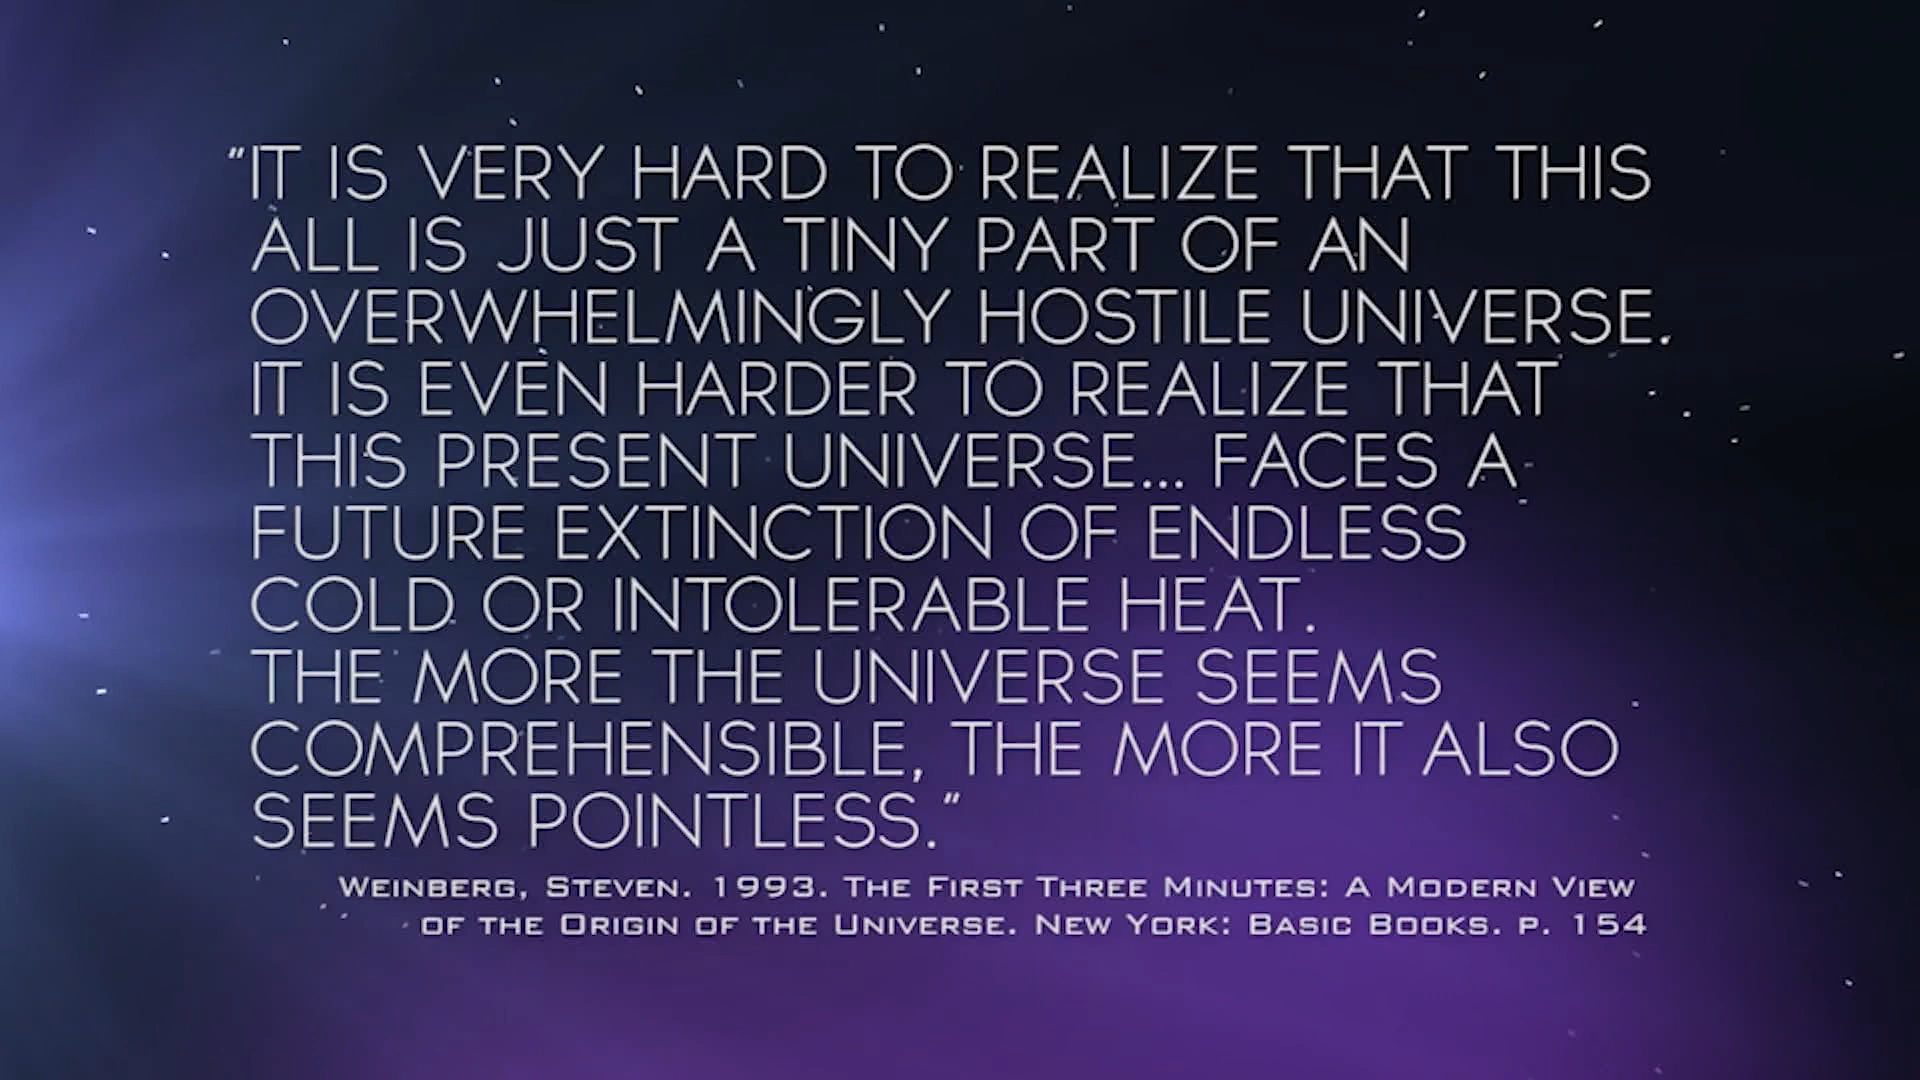 “IT IS VERY HARD TO REALIZE THAT THIS
ALL IS JUST A TINY PART OF AN
OVERWHELMINGLY HOSTILE UNIVERSE.
IT IS EVEN HARDER TO REALIZE THAT
THIS PRESENT UNIVERSE... FACES A
FUTURE EXTINCTION OF ENDLESS
COLD OR INTOLERABLE HEAT.
THE MORE THE UNIVERSE SEEMS
COMPREHENSIBLE, THE MORE IT ALSO
SEEMS POINTLESS.”
WEINBERG, STEVEN. 1993. THE FIRST THREE MINUTES: A MODERN VIEW
OF THE ORIGIN OF THE UNIVERSE. NEW YORK: BASIC BOOKS. P. 154